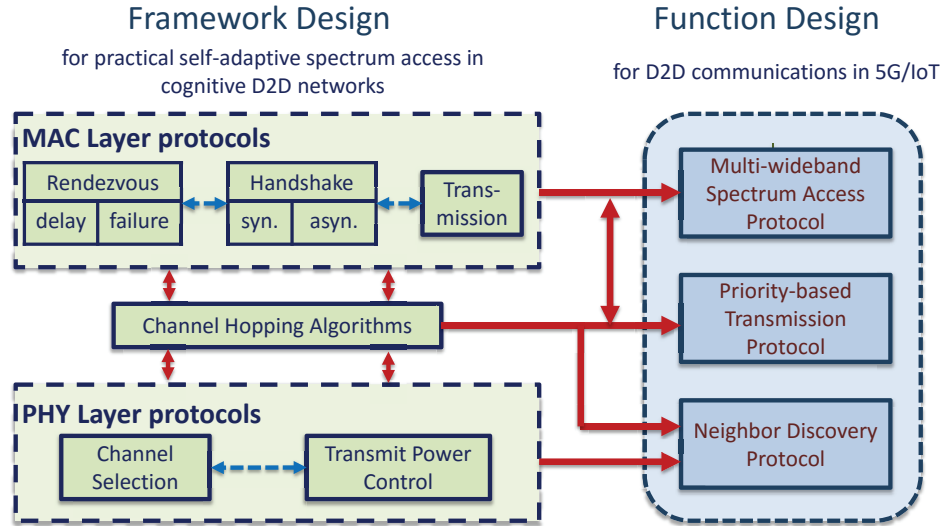 Framework Design
for practical self-adaptive spectrum access in
cognitive D2D networks
MAC Layer protocols
Rendezvous
delay
failure
Handshake
syn.
asyn.
Trans-
mission
Channel Hopping Algorithms
PHY Layer protocols
Channel
Selection
Transmit Power
Control
Function Design
for D2D communications in 5G/IoT
Multi-wideband
Spectrum Access
Protocol
Priority-based
Transmission
Protocol
Neighbor Discovery
Protocol